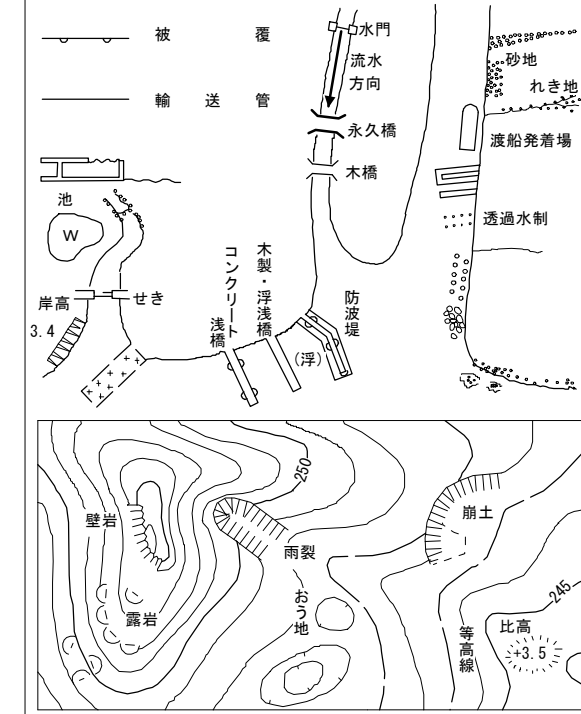 被覆
輸送管
水門
流水
方向
永久橋
木橋
砂地
れき地
渡船発着場
透過水制
池
W
岸高
3.4
せき
コンクリート
浅橋
木製・浮浅橋
(浮)
防波堤
250
壁岩
露岩
雨裂
おう地
崩土
等高線
245
比高
+3.5